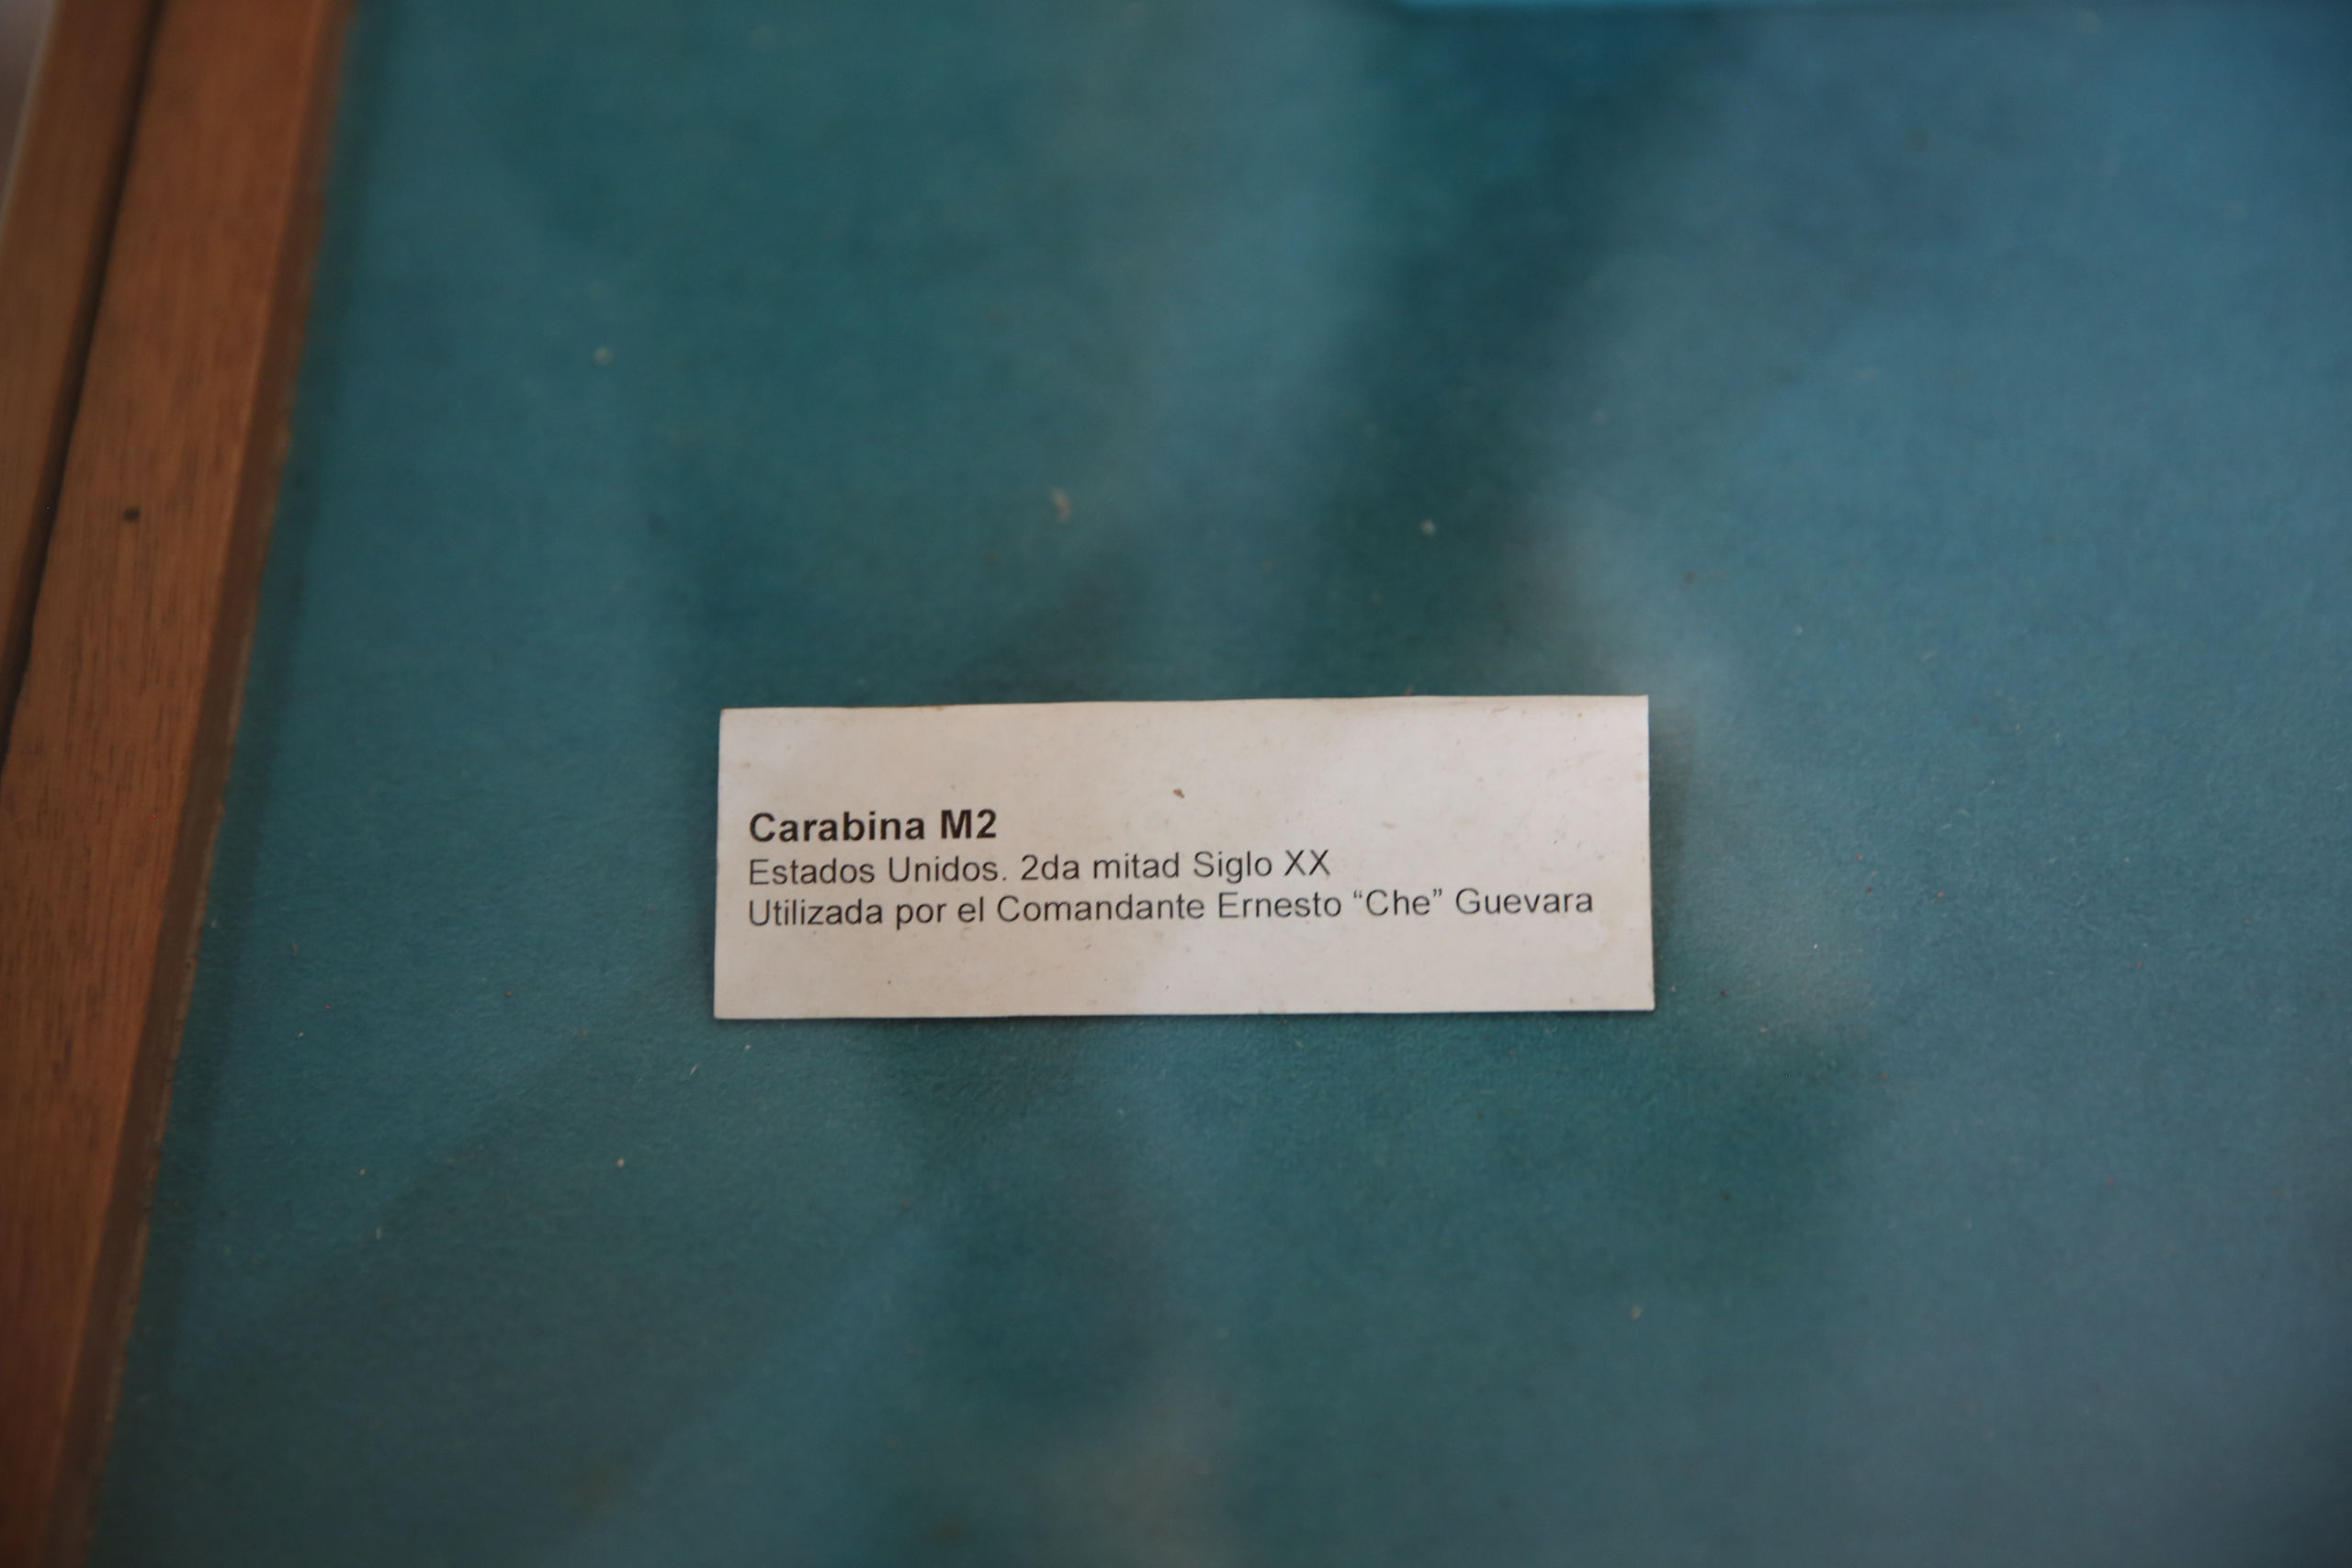 Carabina M2
Estados Unidos. 2da mitad Siglo XX
Utilizada por el Comandante Ernesto “Che” Guevara